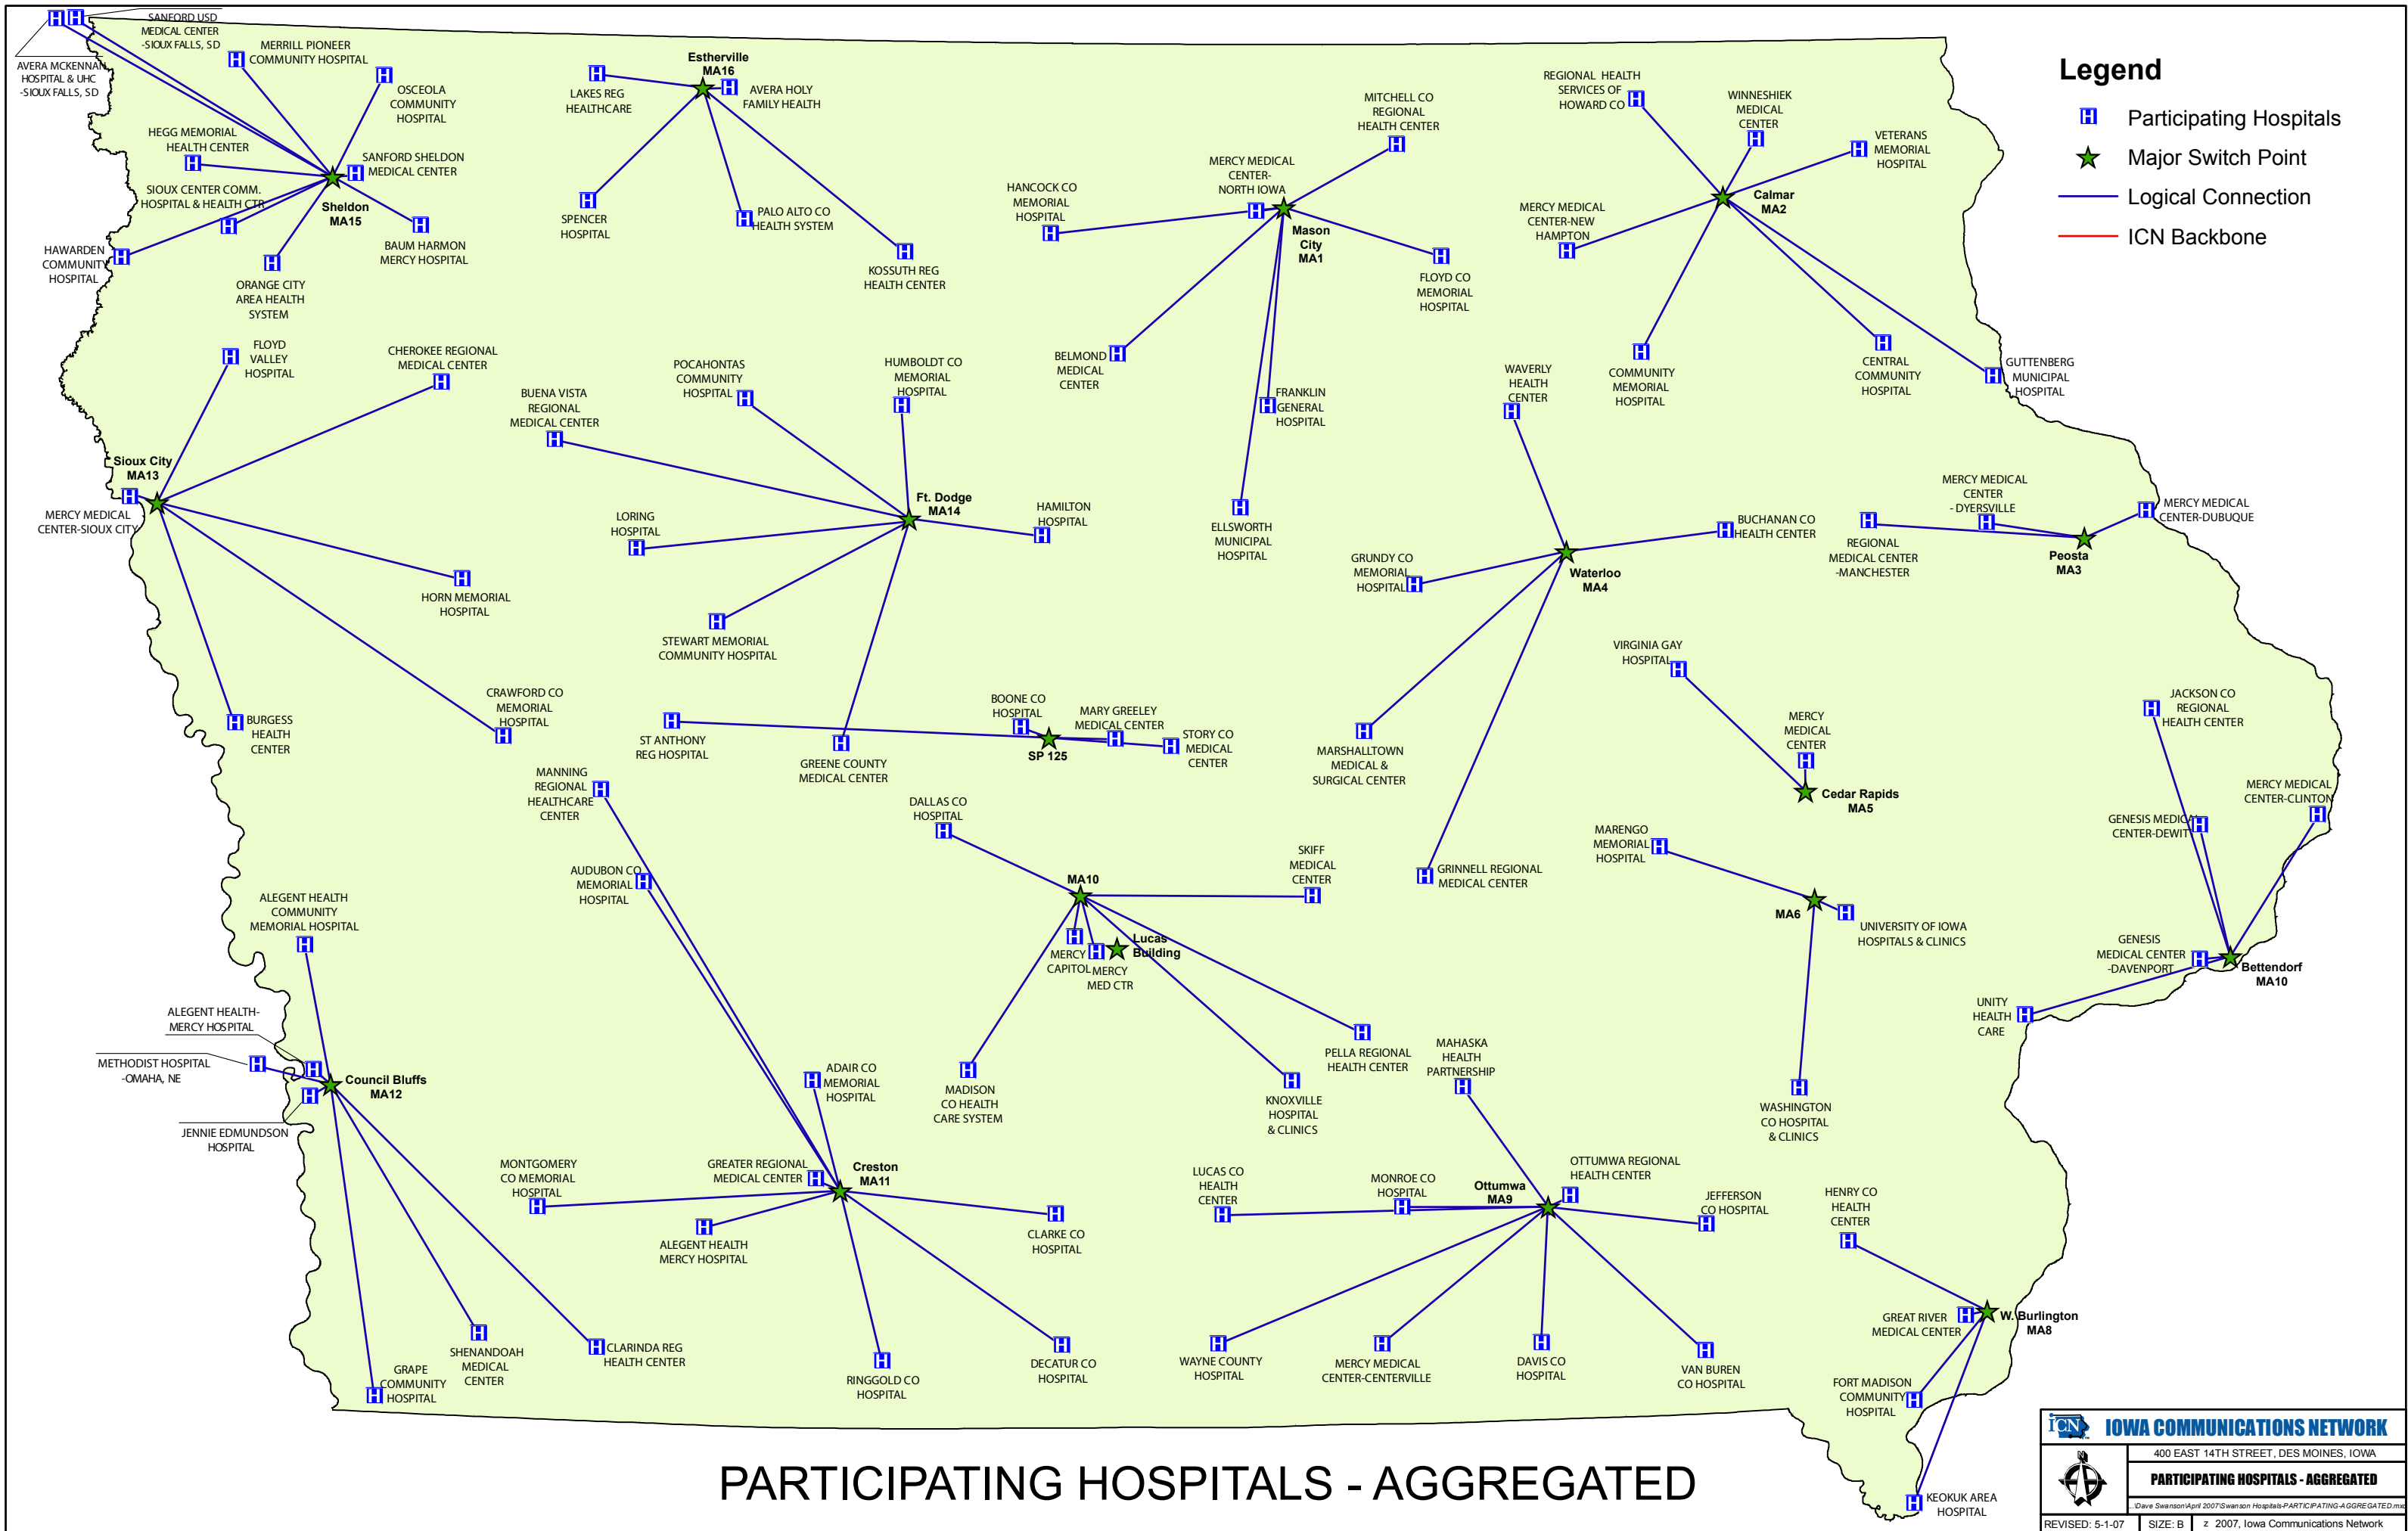 SANFORD USD
MEDICAL CENTER
-SIOUX FALLS, SD
AVERA MCKENNAN
HOSPITAL & UHC
-SIOUX FALLS, SD
MERRILL PIONEER
COMMUNITY HOSPITAL
OSCEOLA
COMMUNITY
HOSPITAL
HEGG MEMORIAL
HEALTH CENTER
SANFORD SHELDON
MEDICAL CENTER
SIOUX CENTER COMM.
HOSPITAL & HEALTH CTR
Sheldon
MA15
HAWARDEN
COMMUNITY
HOSPITAL
BAUM HARMON
MERCY HOSPITAL
ORANGE CITY
AREA HEALTH
SYSTEM
Estherville
MA16
LAKES REG
HEALTHCARE
AVERA HOLY
FAMILY HEALTH
SPENCER
HOSPITAL
PALO ALTO CO
HEALTH SYSTEM
KOSSUTH REG
HEALTH CENTER
MITCHELL CO
REGIONAL
HEALTH CENTER
MERCY MEDICAL
CENTER-
NORTH IOWA
HANCOCK CO
MEMORIAL
HOSPITAL
Mason
City
MA1
FLOYD CO
MEMORIAL
HOSPITAL
BELMOND
MEDICAL
CENTER
FRANKLIN
GENERAL
HOSPITAL
ELLSWORTH
MUNICIPAL
HOSPITAL
REGIONAL HEALTH
SERVICES OF
HOWARD CO
WINNESHIEK
MEDICAL
CENTER
VETERANS
MEMORIAL
HOSPITAL
MERCY MEDICAL
CENTER-NEW
HAMPTON
Calmar
MA2
COMMUNITY
MEMORIAL
HOSPITAL
CENTRAL
COMMUNITY
HOSPITAL
GUTTENBERG
MUNICIPAL
HOSPITAL
Legend
H Participating Hospitals
Major Switch Point
Logical Connection
ICN Backbone
FLOYD
VALLEY
HOSPITAL
CHEROKEE REGIONAL
MEDICAL CENTER
Sioux City
MA13
MERCY MEDICAL
CENTER-SIOUX CITY
HORN MEMORIAL
HOSPITAL
BURGESS
HEALTH
CENTER
CRAWFORD CO
MEMORIAL
HOSPITAL
BUENA VISTA
REGIONAL
MEDICAL CENTER
POCAHONTAS
COMMUNITY
HOSPITAL
HUMBOLDT CO
MEMORIAL
HOSPITAL
Ft. Dodge
MA14
LORING
HOSPITAL
HAMILTON
HOSPITAL
STEWART MEMORIAL
COMMUNITY HOSPITAL
GREENE COUNTY
MEDICAL CENTER
ST ANTHONY
REG HOSPITAL
BOONE CO
HOSPITAL
MARY GREELEY
MEDICAL CENTER
SP 125
STORY CO
MEDICAL
CENTER
WAVERLY
HEALTH
CENTER
BUCHANAN CO
HEALTH CENTER
GRUNDY CO
MEMORIAL
HOSPITAL
Waterloo
MA4
MARSHALLTOWN
MEDICAL &
SURGICAL CENTER
GRINNELL REGIONAL
MEDICAL CENTER
MERCY MEDICAL
CENTER
- DYERSVILLE
MERCY MEDICAL
CENTER-DUBUQUE
REGIONAL
MEDICAL CENTER
-MANCHESTER
Peosta
MA3
VIRGINIA GAY
HOSPITAL
MERCY
MEDICAL
CENTER
Cedar Rapids
MA5
JACKSON CO
REGIONAL
HEALTH CENTER
MERCY MEDICAL
CENTER-CLINTON
GENESIS MEDICAL
CENTER-DEWIT
GENESIS
MEDICAL CENTER
-DAVENPORT
Bettendorf
MA10
UNITY
HEALTH
CARE
MARENGO
MEMORIAL
HOSPITAL
MA6
UNIVERSITY OF IOWA
HOSPITALS & CLINICS
WASHINGTON
CO HOSPITAL
& CLINICS
MANNING
REGIONAL
HEALTHCARE
CENTER
AUDUBON CO
MEMORIAL
HOSPITAL
DALLAS CO
HOSPITAL
MA10
SKIFF
MEDICAL
CENTER
MERCY
CAPITOL
MERCY
MED CTR
Lucas
Building
MADISON
CO HEALTH
CARE SYSTEM
PELLA REGIONAL
HEALTH CENTER
KNOXVILLE
HOSPITAL
& CLINICS
ALEGENT HEALTH
COMMUNITY
MEMORIAL HOSPITAL
ALEGENT HEALTH-
MERCY HOSPITAL
METHODIST HOSPITAL
-OMAHA, NE
Council Bluffs
MA12
JENNIE EDMUNDSON
HOSPITAL
GRAPE
COMMUNITY
HOSPITAL
SHENANDOAH
MEDICAL
CENTER
CLARINDA REG
HEALTH CENTER
ADAIR CO
MEMORIAL
HOSPITAL
MONTGOMERY
CO MEMORIAL
HOSPITAL
GREATER REGIONAL
MEDICAL CENTER
Creston
MA11
ALEGENT HEALTH
MERCY HOSPITAL
CLARKE CO
HOSPITAL
RINGGOLD CO
HOSPITAL
DECATUR CO
HOSPITAL
MAHASKA
HEALTH
PARTNERSHIP
LUCAS CO
HEALTH
CENTER
MONROE CO
HOSPITAL
Ottumwa
MA9
OTTUMWA REGIONAL
HEALTH CENTER
JEFFERSON
CO HOSPITAL
WAYNE COUNTY
HOSPITAL
MERCY MEDICAL
CENTER-CENTERVILLE
DAVIS CO
HOSPITAL
VAN BUREN
CO HOSPITAL
HENRY CO
HEALTH
CENTER
GREAT RIVER
MEDICAL CENTER
W. Burlington
MA8
FORT MADISON
COMMUNITY
HOSPITAL
KEOKUK AREA
HOSPITAL
PARTICIPATING HOSPITALS - AGGREGATED
ICN IOWA COMMUNICATIONS NETWORK
400 EAST 14TH STREET, DES MOINES, IOWA
PARTICIPATING HOSPITALS - AGGREGATED
...\Dave Swanson\April 2007\Swanson Hospitals-PARTICIPATING-AGGREGATED.mxd
REVISED: 5-1-07 SIZE: B z 2007, Iowa Communications Network